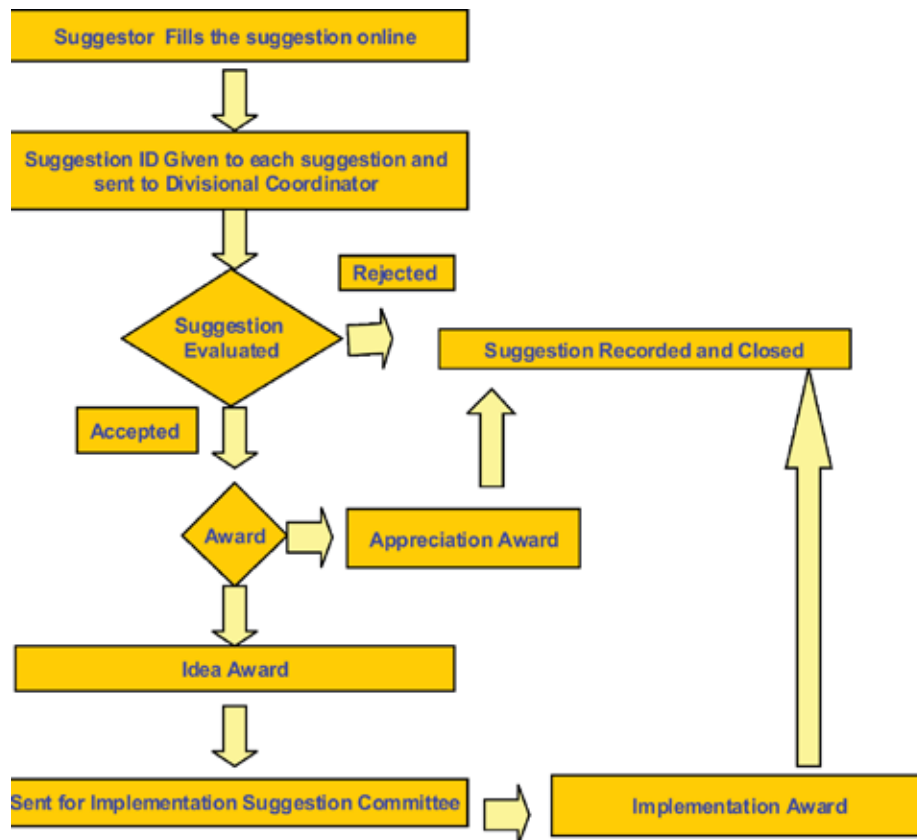 Suggestor Fills the suggestion online
Suggestion ID Given to each suggestion and
sent to Divisional Coordinator
Rejected
Suggestion
Evaluated
Suggestion Recorded and Closed
Accepted
Award
Appreciation Award
Idea Award
Sent for Implementation Suggestion Committee
Implementation Award